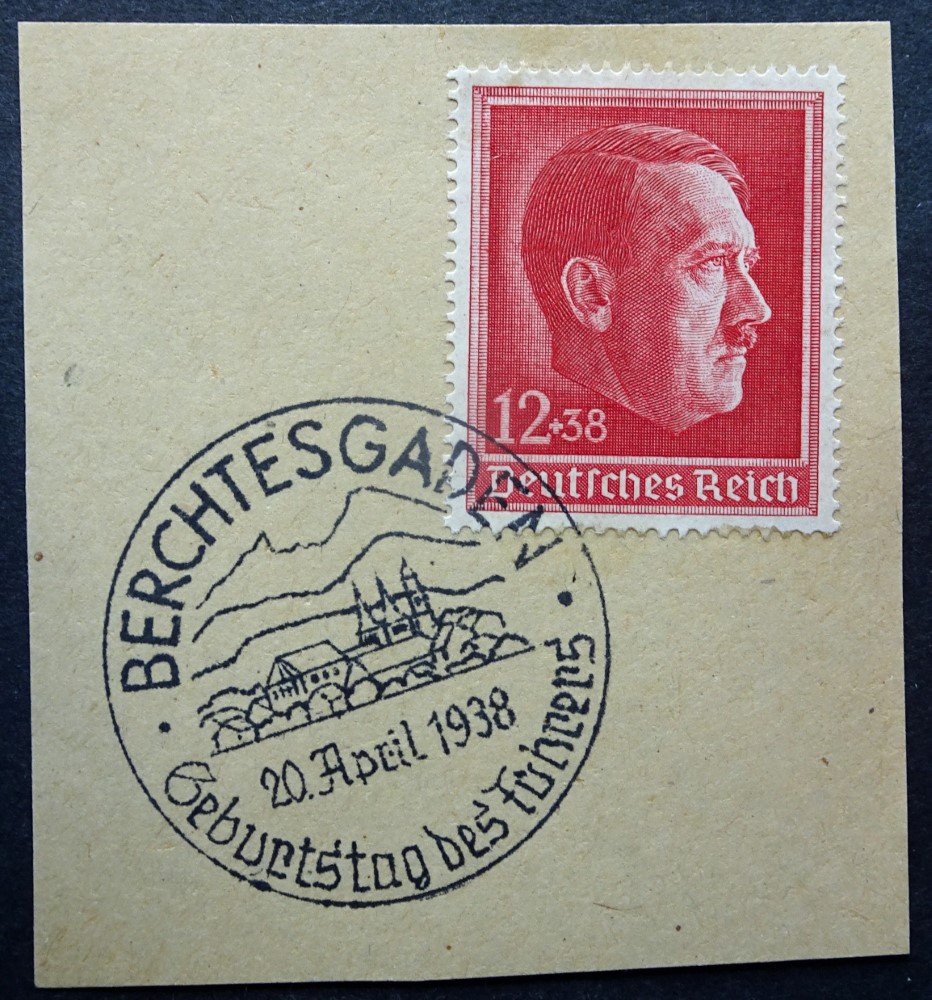 12+38
Deutsches Reich
BERCHTESGADEN
20. April 1938
Geburtstag des Führers